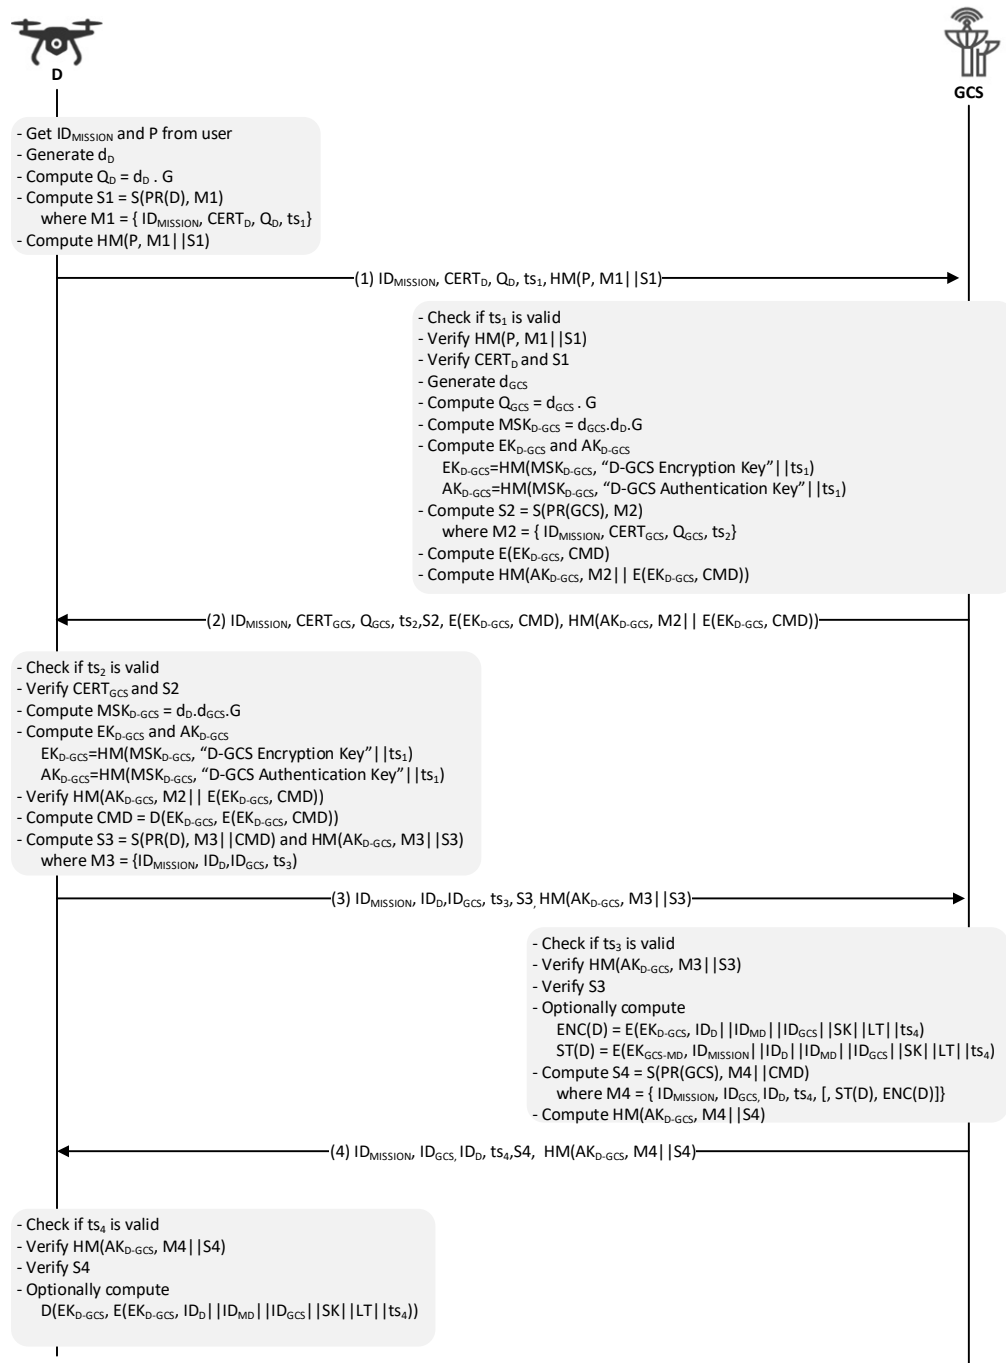 D
GCS
- Get ID_MISSION and P from user
- Generate d_D
- Compute Q_D = d_D . G
- Compute S1 = S(PR(D), M1)
where M1 = { ID_MISSION, CERT_D, Q_D, ts_1}
- Compute HM(P, M1||S1)
(1) ID_MISSION, CERT_D, Q_D, ts_1, HM(P, M1||S1)
- Check if ts_1 is valid
- Verify HM(P, M1||S1)
- Verify CERT_D and S1
- Generate d_GCS
- Compute Q_GCS = d_GCS . G
- Compute MSK_D-GCS = d_GCS.d_D.G
- Compute EK_D-GCS and AK_D-GCS
EK_D-GCS=HM(MSK_D-GCS, “D-GCS Encryption Key”||ts_1)
AK_D-GCS=HM(MSK_D-GCS, “D-GCS Authentication Key”||ts_1)
- Compute S2 = S(PR(GCS), M2)
where M2 = { ID_MISSION, CERT_GCS, Q_GCS, ts_2}
- Compute E(EK_D-GCS, CMD)
- Compute HM(AK_D-GCS, M2|| E(EK_D-GCS, CMD))
(2) ID_MISSION, CERT_GCS, Q_GCS, ts_2,S2, E(EK_D-GCS, CMD), HM(AK_D-GCS, M2|| E(EK_D-GCS, CMD))
- Check if ts_2 is valid
- Verify CERT_GCS and S2
- Compute MSK_D-GCS = d_D.d_GCS.G
- Compute EK_D-GCS and AK_D-GCS
EK_D-GCS=HM(MSK_D-GCS, “D-GCS Encryption Key”||ts_1)
AK_D-GCS=HM(MSK_D-GCS, “D-GCS Authentication Key”||ts_1)
- Verify HM(AK_D-GCS, M2|| E(EK_D-GCS, CMD))
- Compute CMD = D(EK_D-GCS, E(EK_D-GCS, CMD))
- Compute S3 = S(PR(D), M3||CMD) and HM(AK_D-GCS, M3||S3)
where M3 = {ID_MISSION, ID_D,ID_GCS, ts_3)
(3) ID_MISSION, ID_D,ID_GCS, ts_3, S3, HM(AK_D-GCS, M3||S3)
- Check if ts_3 is valid
- Verify HM(AK_D-GCS, M3||S3)
- Verify S3
- Optionally compute
ENC(D) = E(EK_D-GCS, ID_D||ID_MD||ID_GCS||SK||LT||ts_4)
ST(D) = E(EK_GCS-MD, ID_MISSION||ID_D||ID_MD||ID_GCS||SK||LT||ts_4)
- Compute S4 = S(PR(GCS), M4||CMD)
where M4 = { ID_MISSION, ID_GCS, ID_D, ts_4, [, ST(D), ENC(D)]}
- Compute HM(AK_D-GCS, M4||S4)
(4) ID_MISSION, ID_GCS, ID_D, ts_4,S4, HM(AK_D-GCS, M4||S4)
- Check if ts_4 is valid
- Verify HM(AK_D-GCS, M4||S4)
- Verify S4
- Optionally compute
D(EK_D-GCS, E(EK_D-GCS, ID_D||ID_MD||ID_GCS||SK||LT||ts_4))